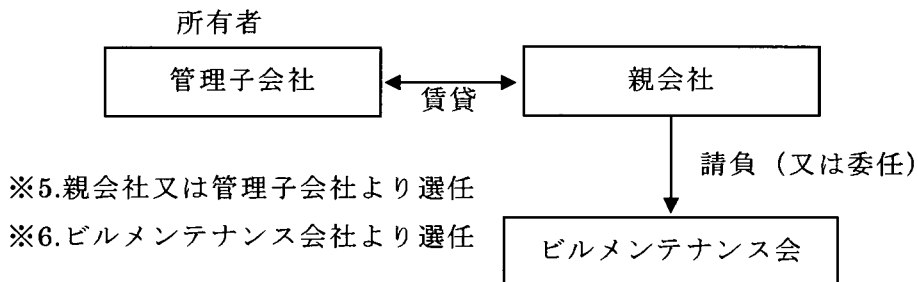 所有者
管理子会社
賃貸
親会社
請負（又は委任）
※5.親会社又は管理子会社より選任
※6.ビルメンテナンス会社より選任
ビルメンテナンス会